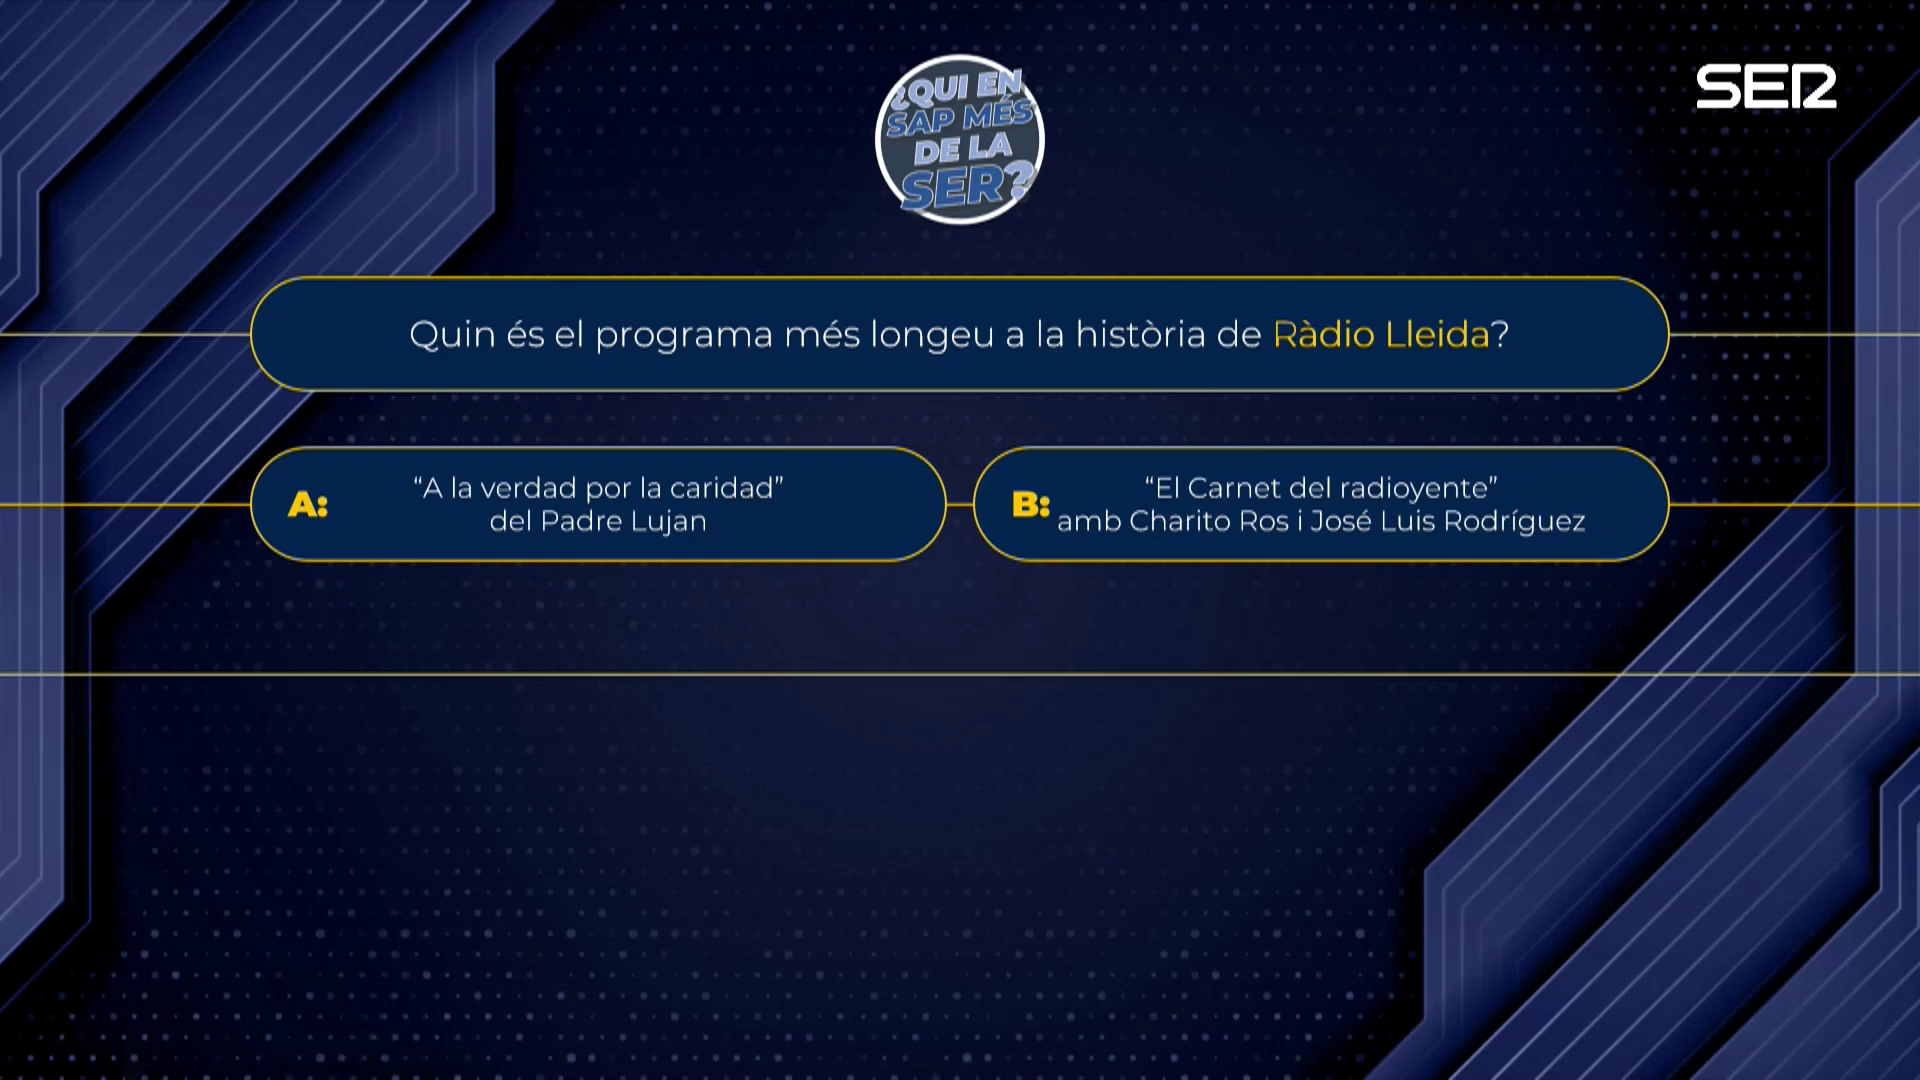 ¿QUI EN
SAP MÉS
DE LA
SER?
SER
Quin és el programa més longeu a la història de Ràdio Lleida?
A:
“A la verdad por la caridad”
del Padre Lujan
B:
“El Carnet del radioyente”
amb Charito Ros i José Luis Rodríguez